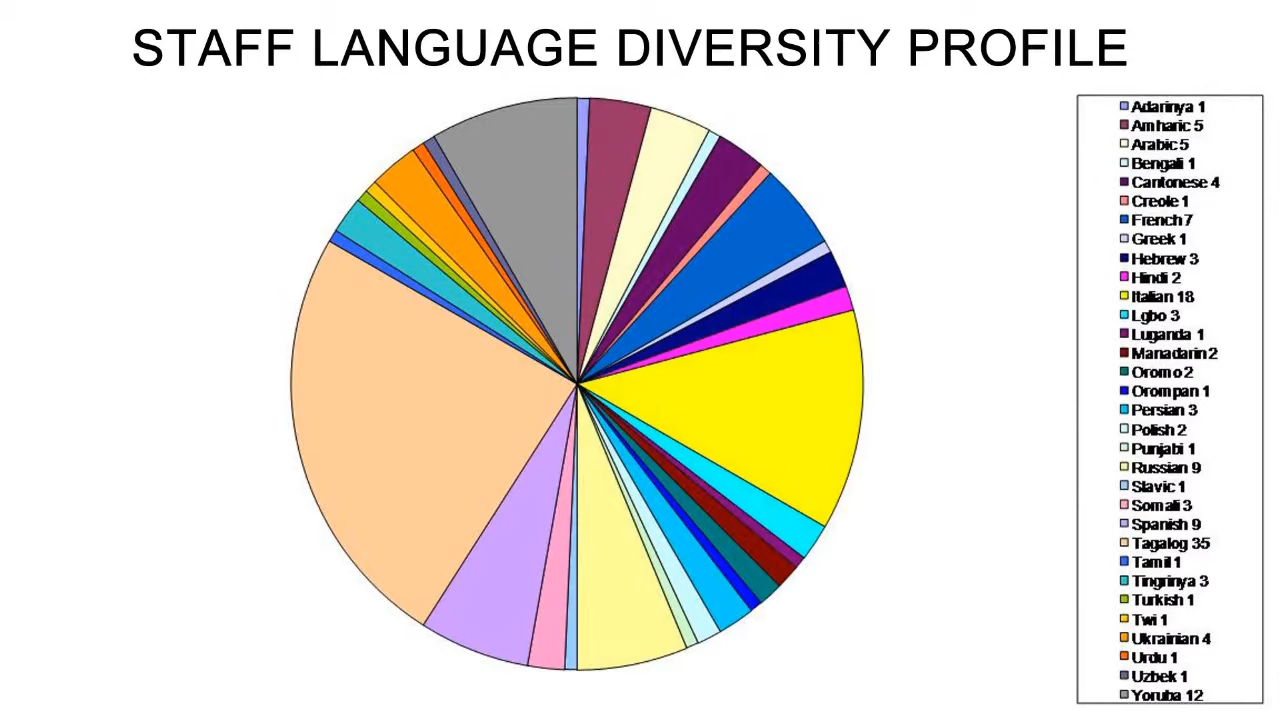 STAFF LANGUAGE DIVERSITY PROFILE
Adarinya 1
Amharic 5
Arabic 5
Bengali 1
Cantonese 4
Creole 1
French 7
Greek 1
Hebrew 3
Hindi 2
Italian 18
Lgbo 3
Luganda 1
Manadarin 2
Oromo 2
Orompan 1
Persian 3
Polish 2
Punjabi 1
Russian 9
Slavic 1
Somali 3
Spanish 9
Tagalog 35
Tamil 1
Tingrinya 3
Turkish 1
Twi 1
Ukrainian 4
Urdu 1
Uzbek 1
Yoruba 12